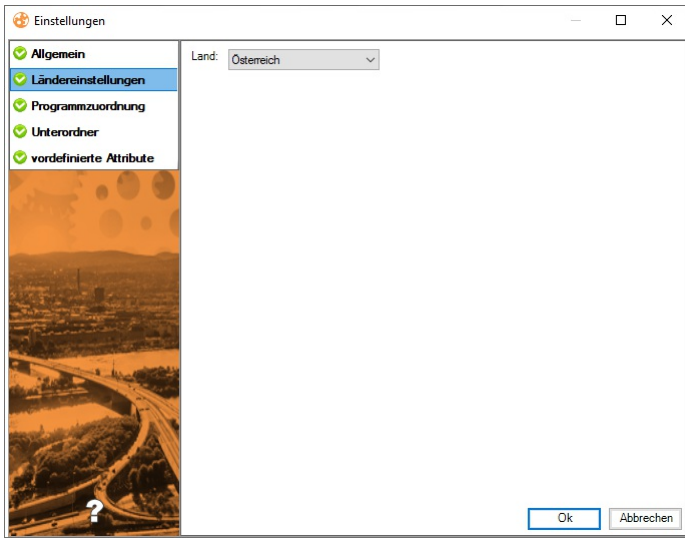 Einstellungen
Allgemein
Ländereinstellungen
Programmzuordnung
Unterordner
vordefinierte Attribute
Land:
Österreich
?
Ok
Abbrechen